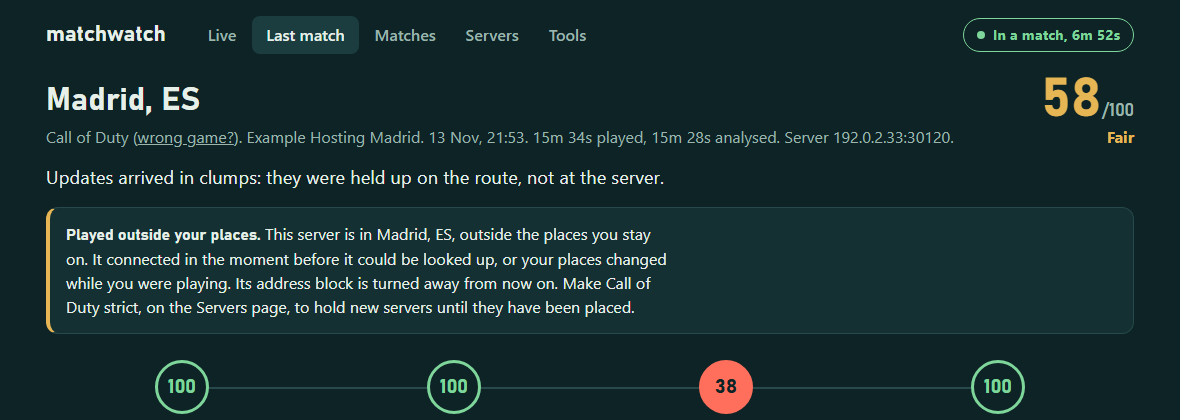 matchwatch Live Last match Matches Servers Tools In a match, 6m 52s
Madrid, ES
58/100
Call of Duty (wrong game?). Example Hosting Madrid. 13 Nov, 21:53. 15m 34s played, 15m 28s analysed. Server 192.0.2.33:30120.
Fair
Updates arrived in clumps: they were held up on the route, not at the server.
Played outside your places. This server is in Madrid, ES, outside the places you stay
on. It connected in the moment before it could be looked up, or your places changed
while you were playing. Its address block is turned away from now on. Make Call of
Duty strict, on the Servers page, to hold new servers until they have been placed.
100 100 38 100